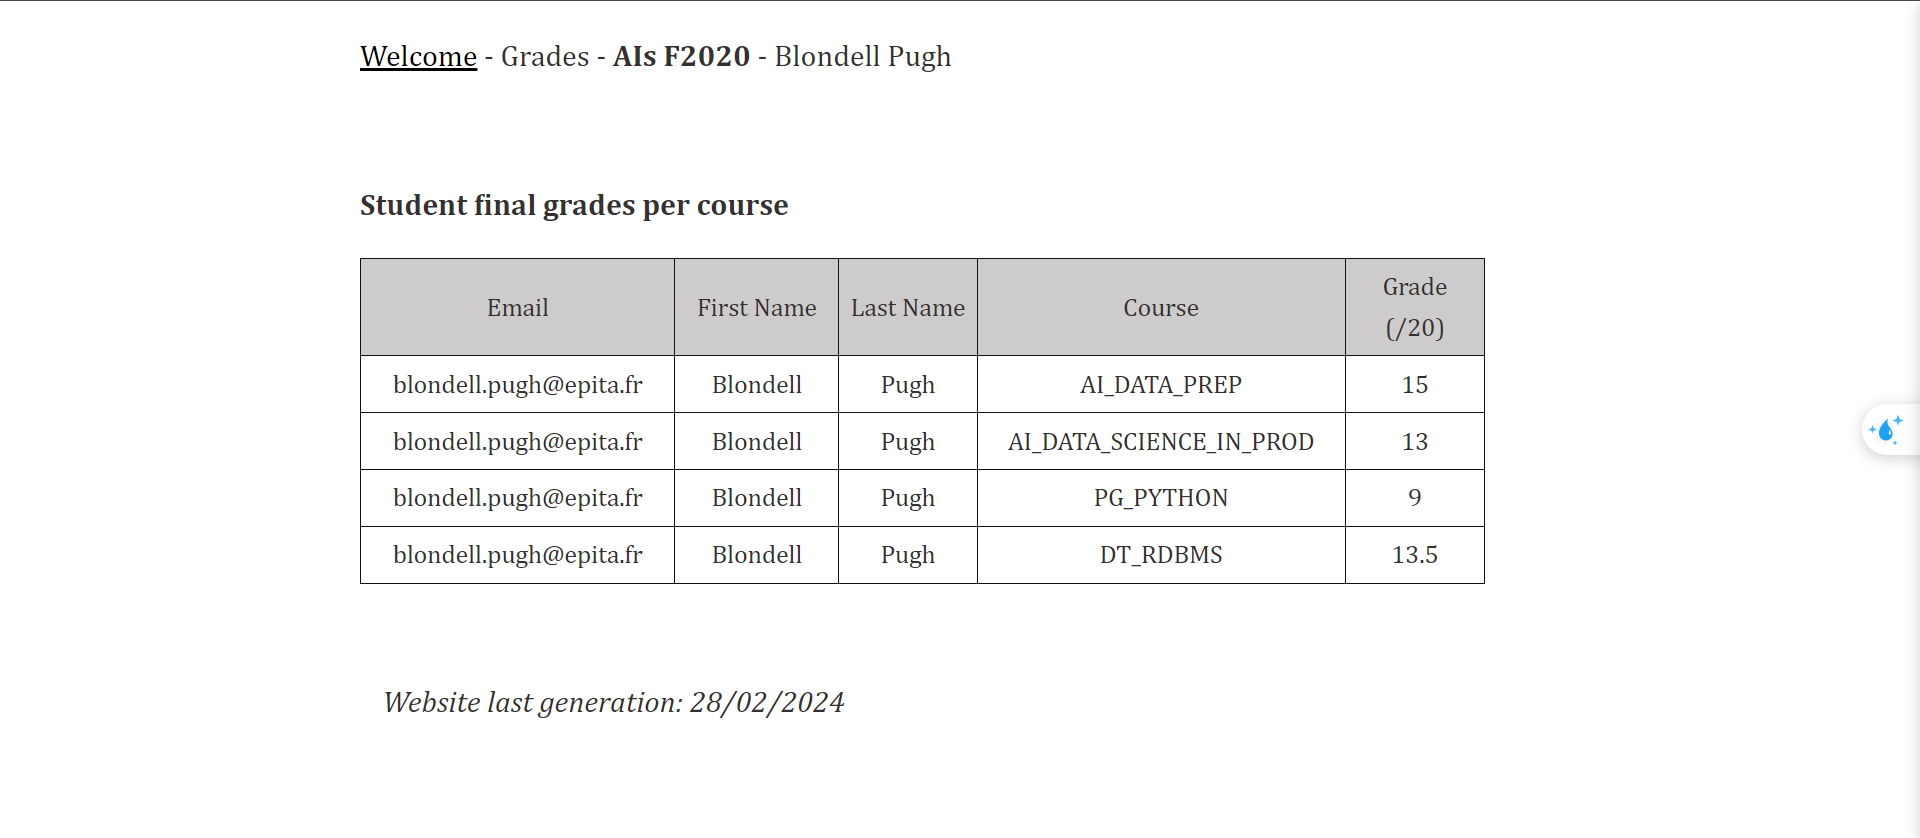 Welcome - Grades - AIs F2020 - Blondell Pugh
Student final grades per course
Email First Name Last Name Course Grade (/20)
blondell.pugh@epita.fr Blondell Pugh AI_DATA_PREP 15
blondell.pugh@epita.fr Blondell Pugh AI_DATA_SCIENCE_IN_PROD 13
blondell.pugh@epita.fr Blondell Pugh PG_PYTHON 9
blondell.pugh@epita.fr Blondell Pugh DT_RDBMS 13.5
Website last generation: 28/02/2024